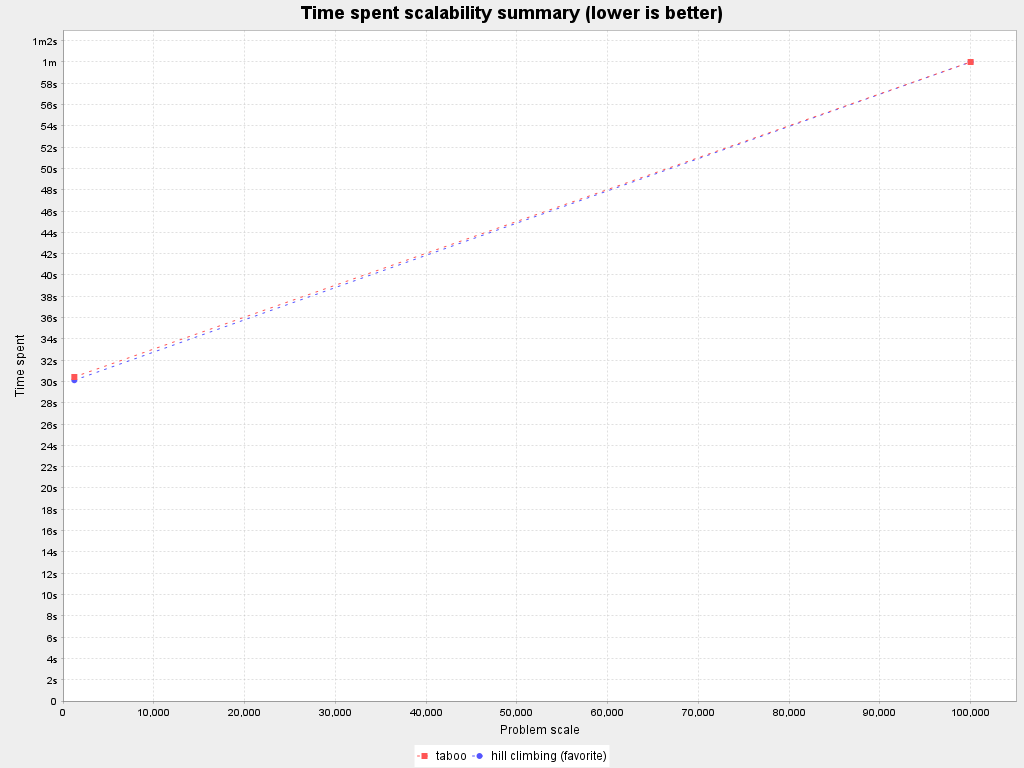 Time spent scalability summary (lower is better)
1m2s
1m
58s
56s
54s
52s
50s
48s
46s
44s
42s
40s
38s
36s
34s
32s
30s
28s
26s
24s
22s
20s
18s
16s
14s
12s
10s
8s
6s
4s
2s
0
Time spent
0 10,000 20,000 30,000 40,000 50,000 60,000 70,000 80,000 90,000 100,000
Problem scale
taboo hill climbing (favorite)